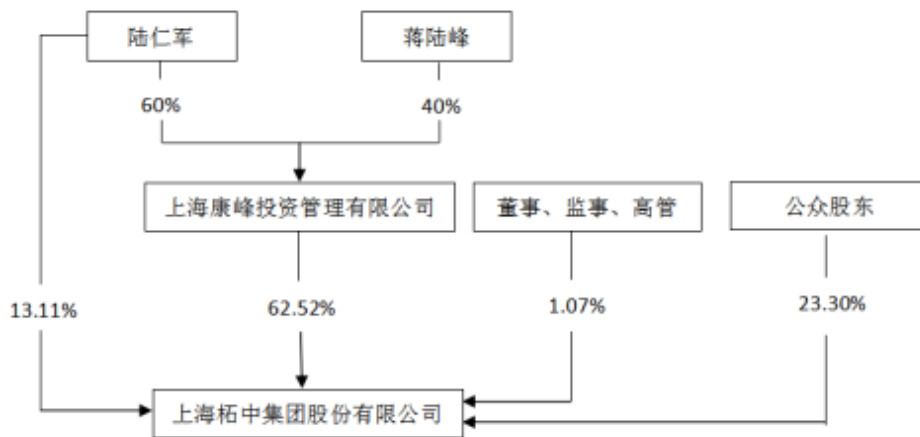 陆仁军
蒋陆峰
60%
40%
上海康峰投资管理有限公司
董事、监事、高管
公众股东
13.11%
62.52%
1.07%
23.30%
上海柘中集团股份有限公司